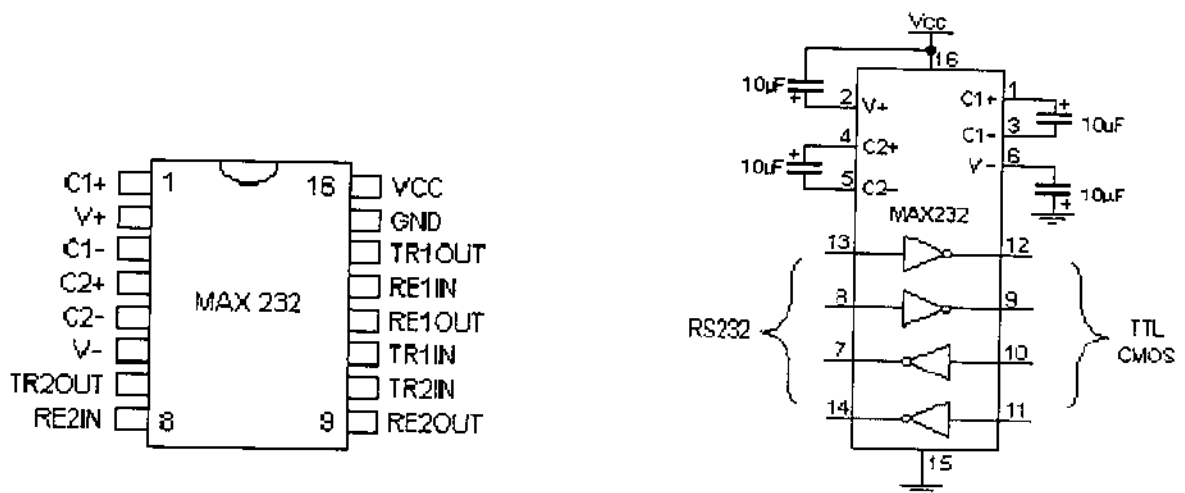 C1+
V+
C1-
C2+
C2-
V-
TR2OUT
RE2IN
1
16
MAX 232
8
9
VCC
GND
TR1OUT
RE1IN
RE1OUT
TR1IN
TR2IN
RE2OUT
Vcc
16
10µF
+
2
V+
4
C2+
+
10uF
5
C2-
C1+
1
+
C1-
3
10uF
V-
6
10uF
+
MAX232
13
12
8
9
7
10
14
11
RS232
TTL
CMOS
15